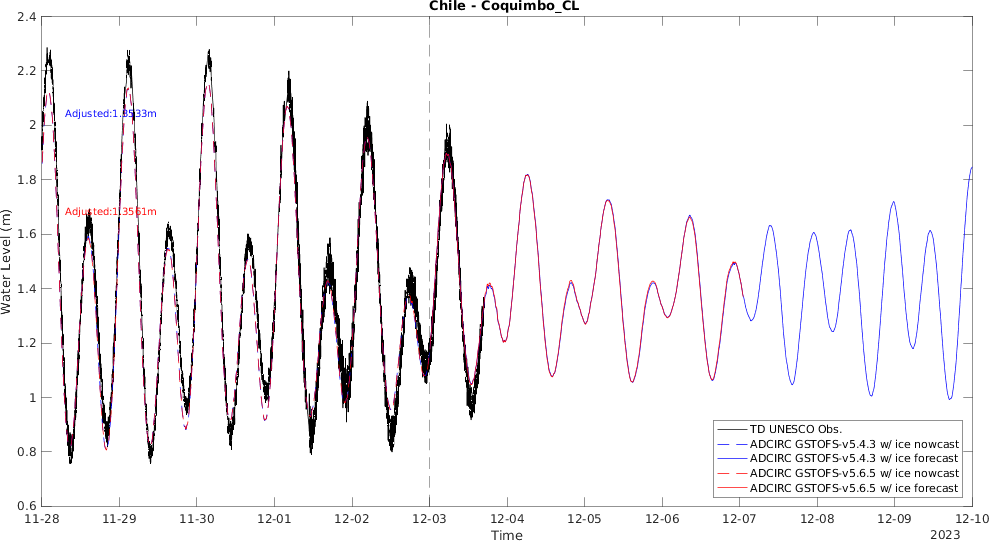 Chile - Coquimbo_CL
2.4
2.2
2
1.8
1.6
1.4
1.2
1
0.8
0.6
Water Level (m)
Adjusted:1.3533m
Adjusted:1.3561m
TD UNESCO Obs.
ADCIRC GSTOFS-v5.4.3 w/ ice nowcast
ADCIRC GSTOFS-v5.4.3 w/ ice forecast
ADCIRC GSTOFS-v5.6.5 w/ ice nowcast
ADCIRC GSTOFS-v5.6.5 w/ ice forecast
11-28 11-29 11-30 12-01 12-02 12-03 12-04 12-05 12-06 12-07 12-08 12-09 12-10
Time
2023